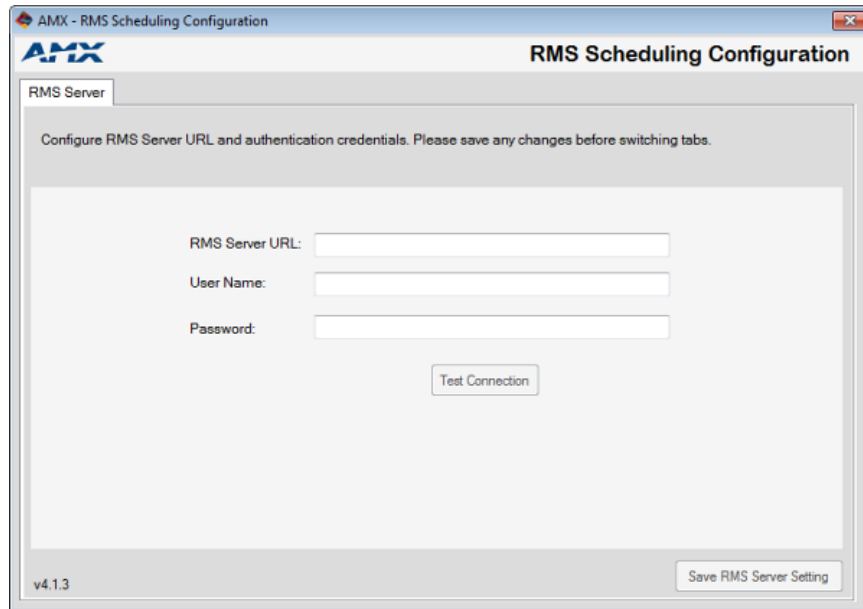 AMX - RMS Scheduling Configuration
AMX
RMS Scheduling Configuration
RMS Server
Configure RMS Server URL and authentication credentials. Please save any changes before switching tabs.
RMS Server URL:
User Name:
Password:
Test Connection
v4.1.3
Save RMS Server Setting